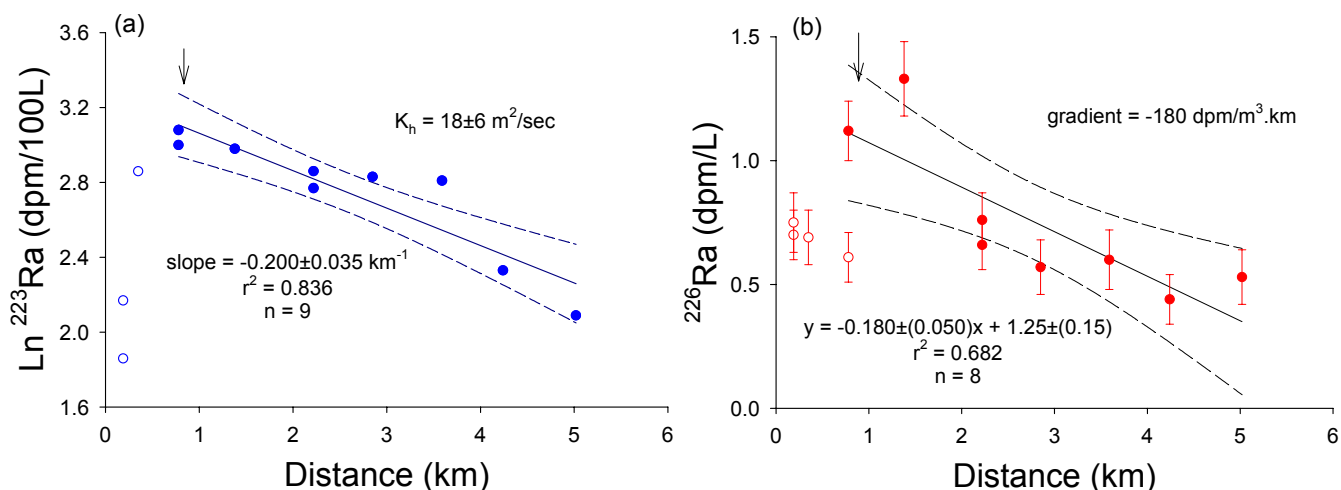 (a)
3.6
3.2
2.8
2.4
2.0
1.6
Ln ²²³Ra (dpm/100L)
Kₕ = 18±6 m²/sec
slope = -0.200±0.035 km⁻¹
r² = 0.836
n = 9
0 1 2 3 4 5 6
Distance (km)
(b)
1.5
1.0
0.5
0.0
²²⁶Ra (dpm/L)
gradient = -180 dpm/m³.km
y = -0.180±(0.050)x + 1.25±(0.15)
r² = 0.682
n = 8
0 1 2 3 4 5 6
Distance (km)